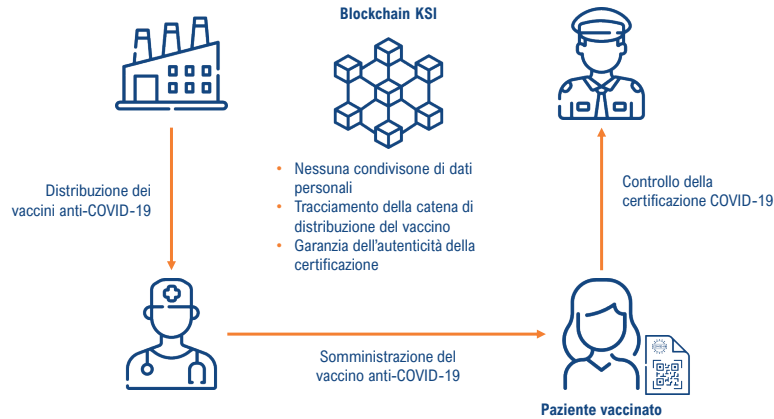 Blockchain KSI
• Nessuna condivisone di dati
personali
• Tracciamento della catena di
distribuzione del vaccino
• Garanzia dell'autenticità della
certificazione
Distribuzione dei
vaccini anti-COVID-19
Controllo della
certificazione COVID-19
Somministrazione del
vaccino anti-COVID-19
Paziente vaccinato